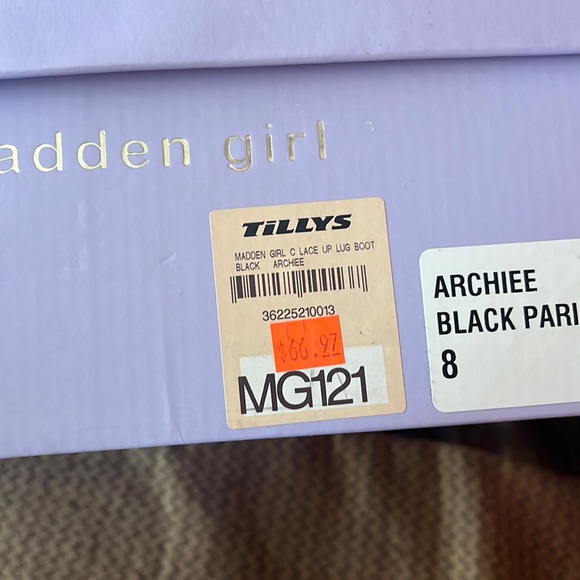 adden girl
TiLLYS
MADDEN GIRL C LACE UP LUG BOOT
BLACK ARCHIEE
36225210013
$66.97
MG121
ARCHIEE
BLACK PARI
8